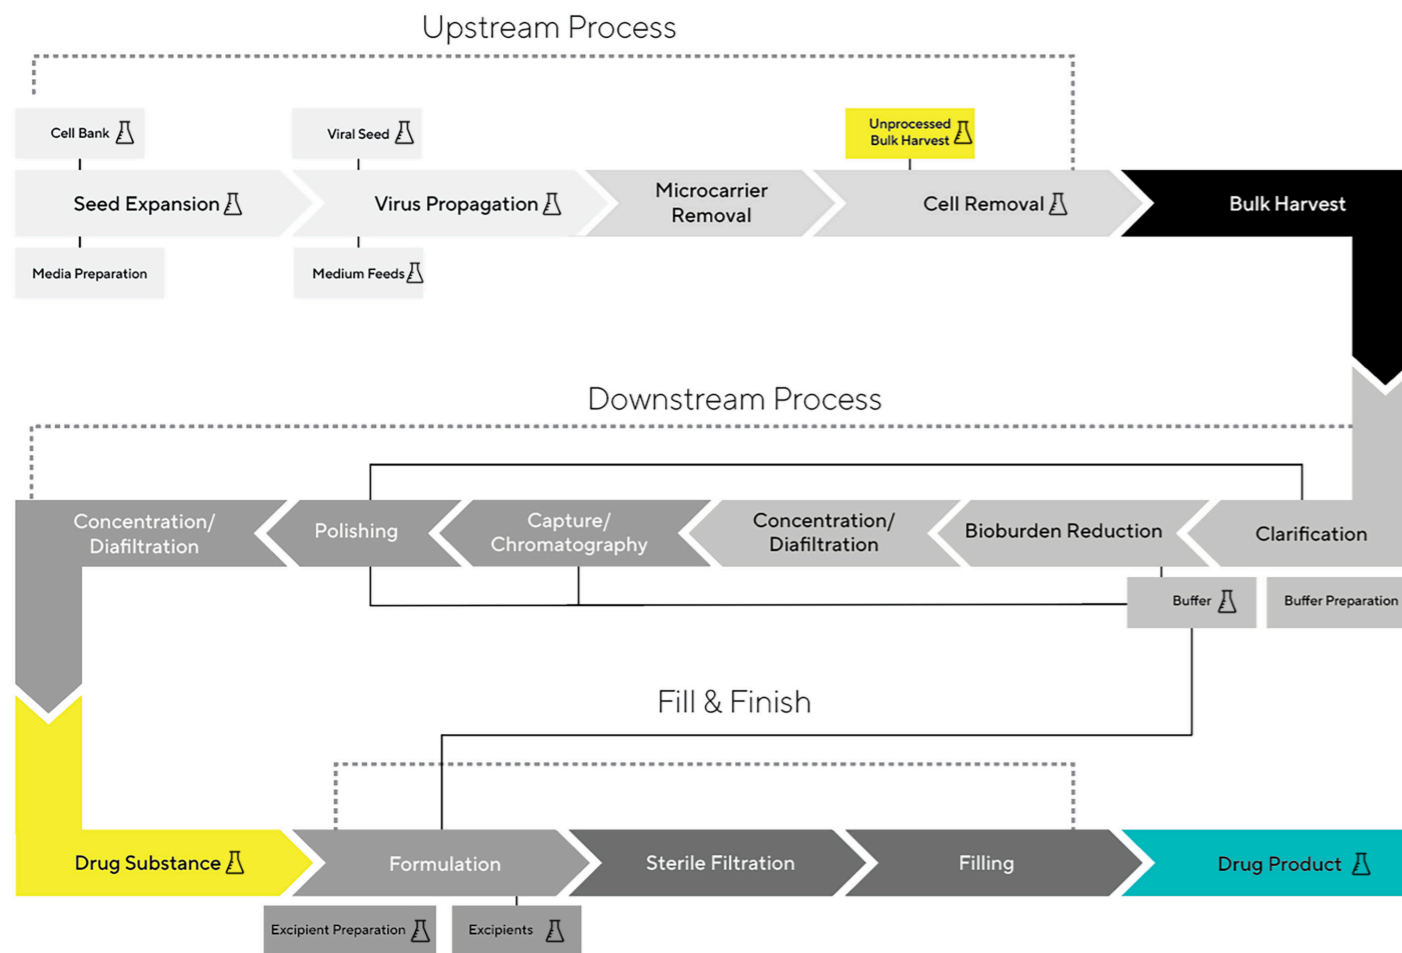 Upstream Process
Cell Bank
Viral Seed
Unprocessed
Bulk Harvest
Seed Expansion
Virus Propagation
Microcarrier
Removal
Cell Removal
Bulk Harvest
Media Preparation
Medium Feeds
Downstream Process
Concentration/
Diafiltration
Polishing
Capture/
Chromatography
Concentration/
Diafiltration
Bioburden Reduction
Clarification
Buffer
Buffer Preparation
Fill & Finish
Drug Substance
Formulation
Sterile Filtration
Filling
Drug Product
Excipient Preparation
Excipients